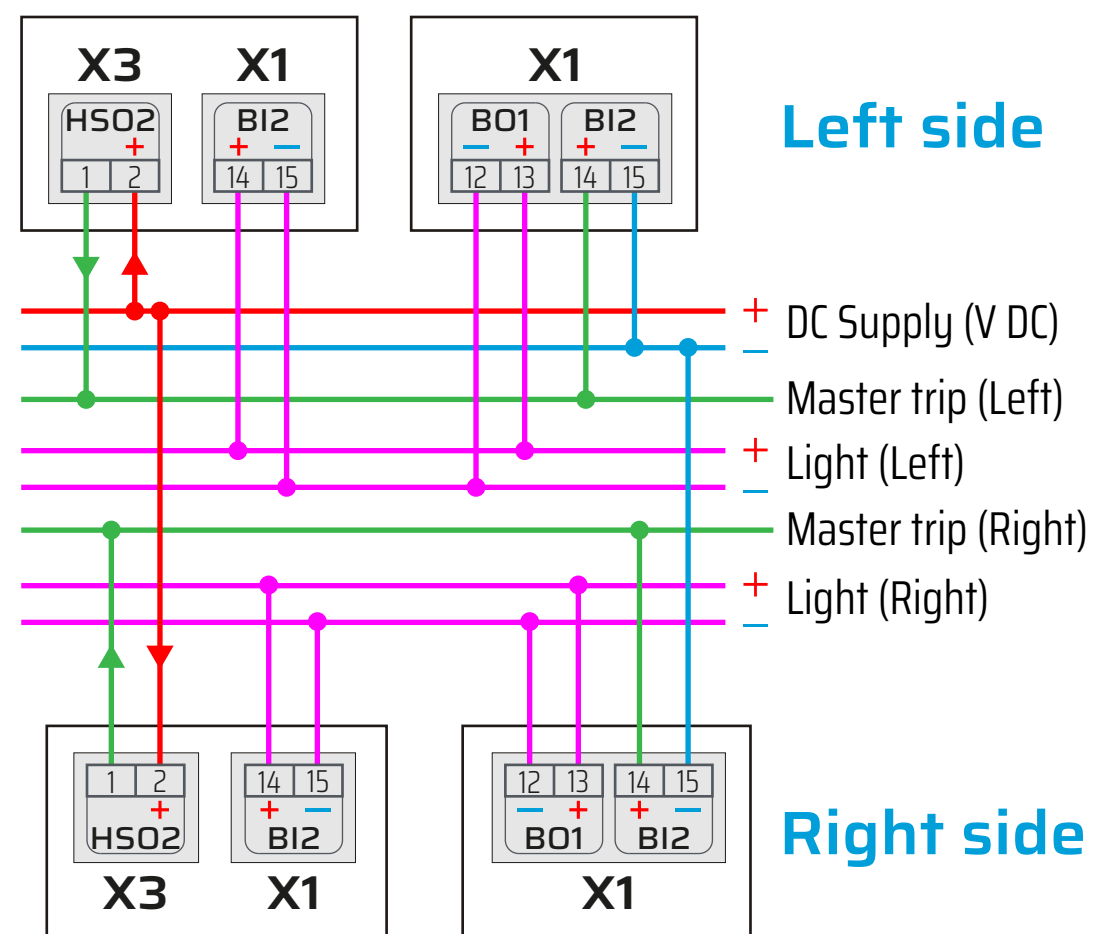 X3 X1 X1
HSO2 BI2 BO1 BI2
+ + − − + + −
1 2 14 15 12 13 14 15
Left side
+ DC Supply (V DC)
−
Master trip (Left)
+ Light (Left)
−
Master trip (Right)
+ Light (Right)
−
1 2 14 15 12 13 14 15
+ + − − + + −
HSO2 BI2 BO1 BI2
X3 X1 X1
Right side